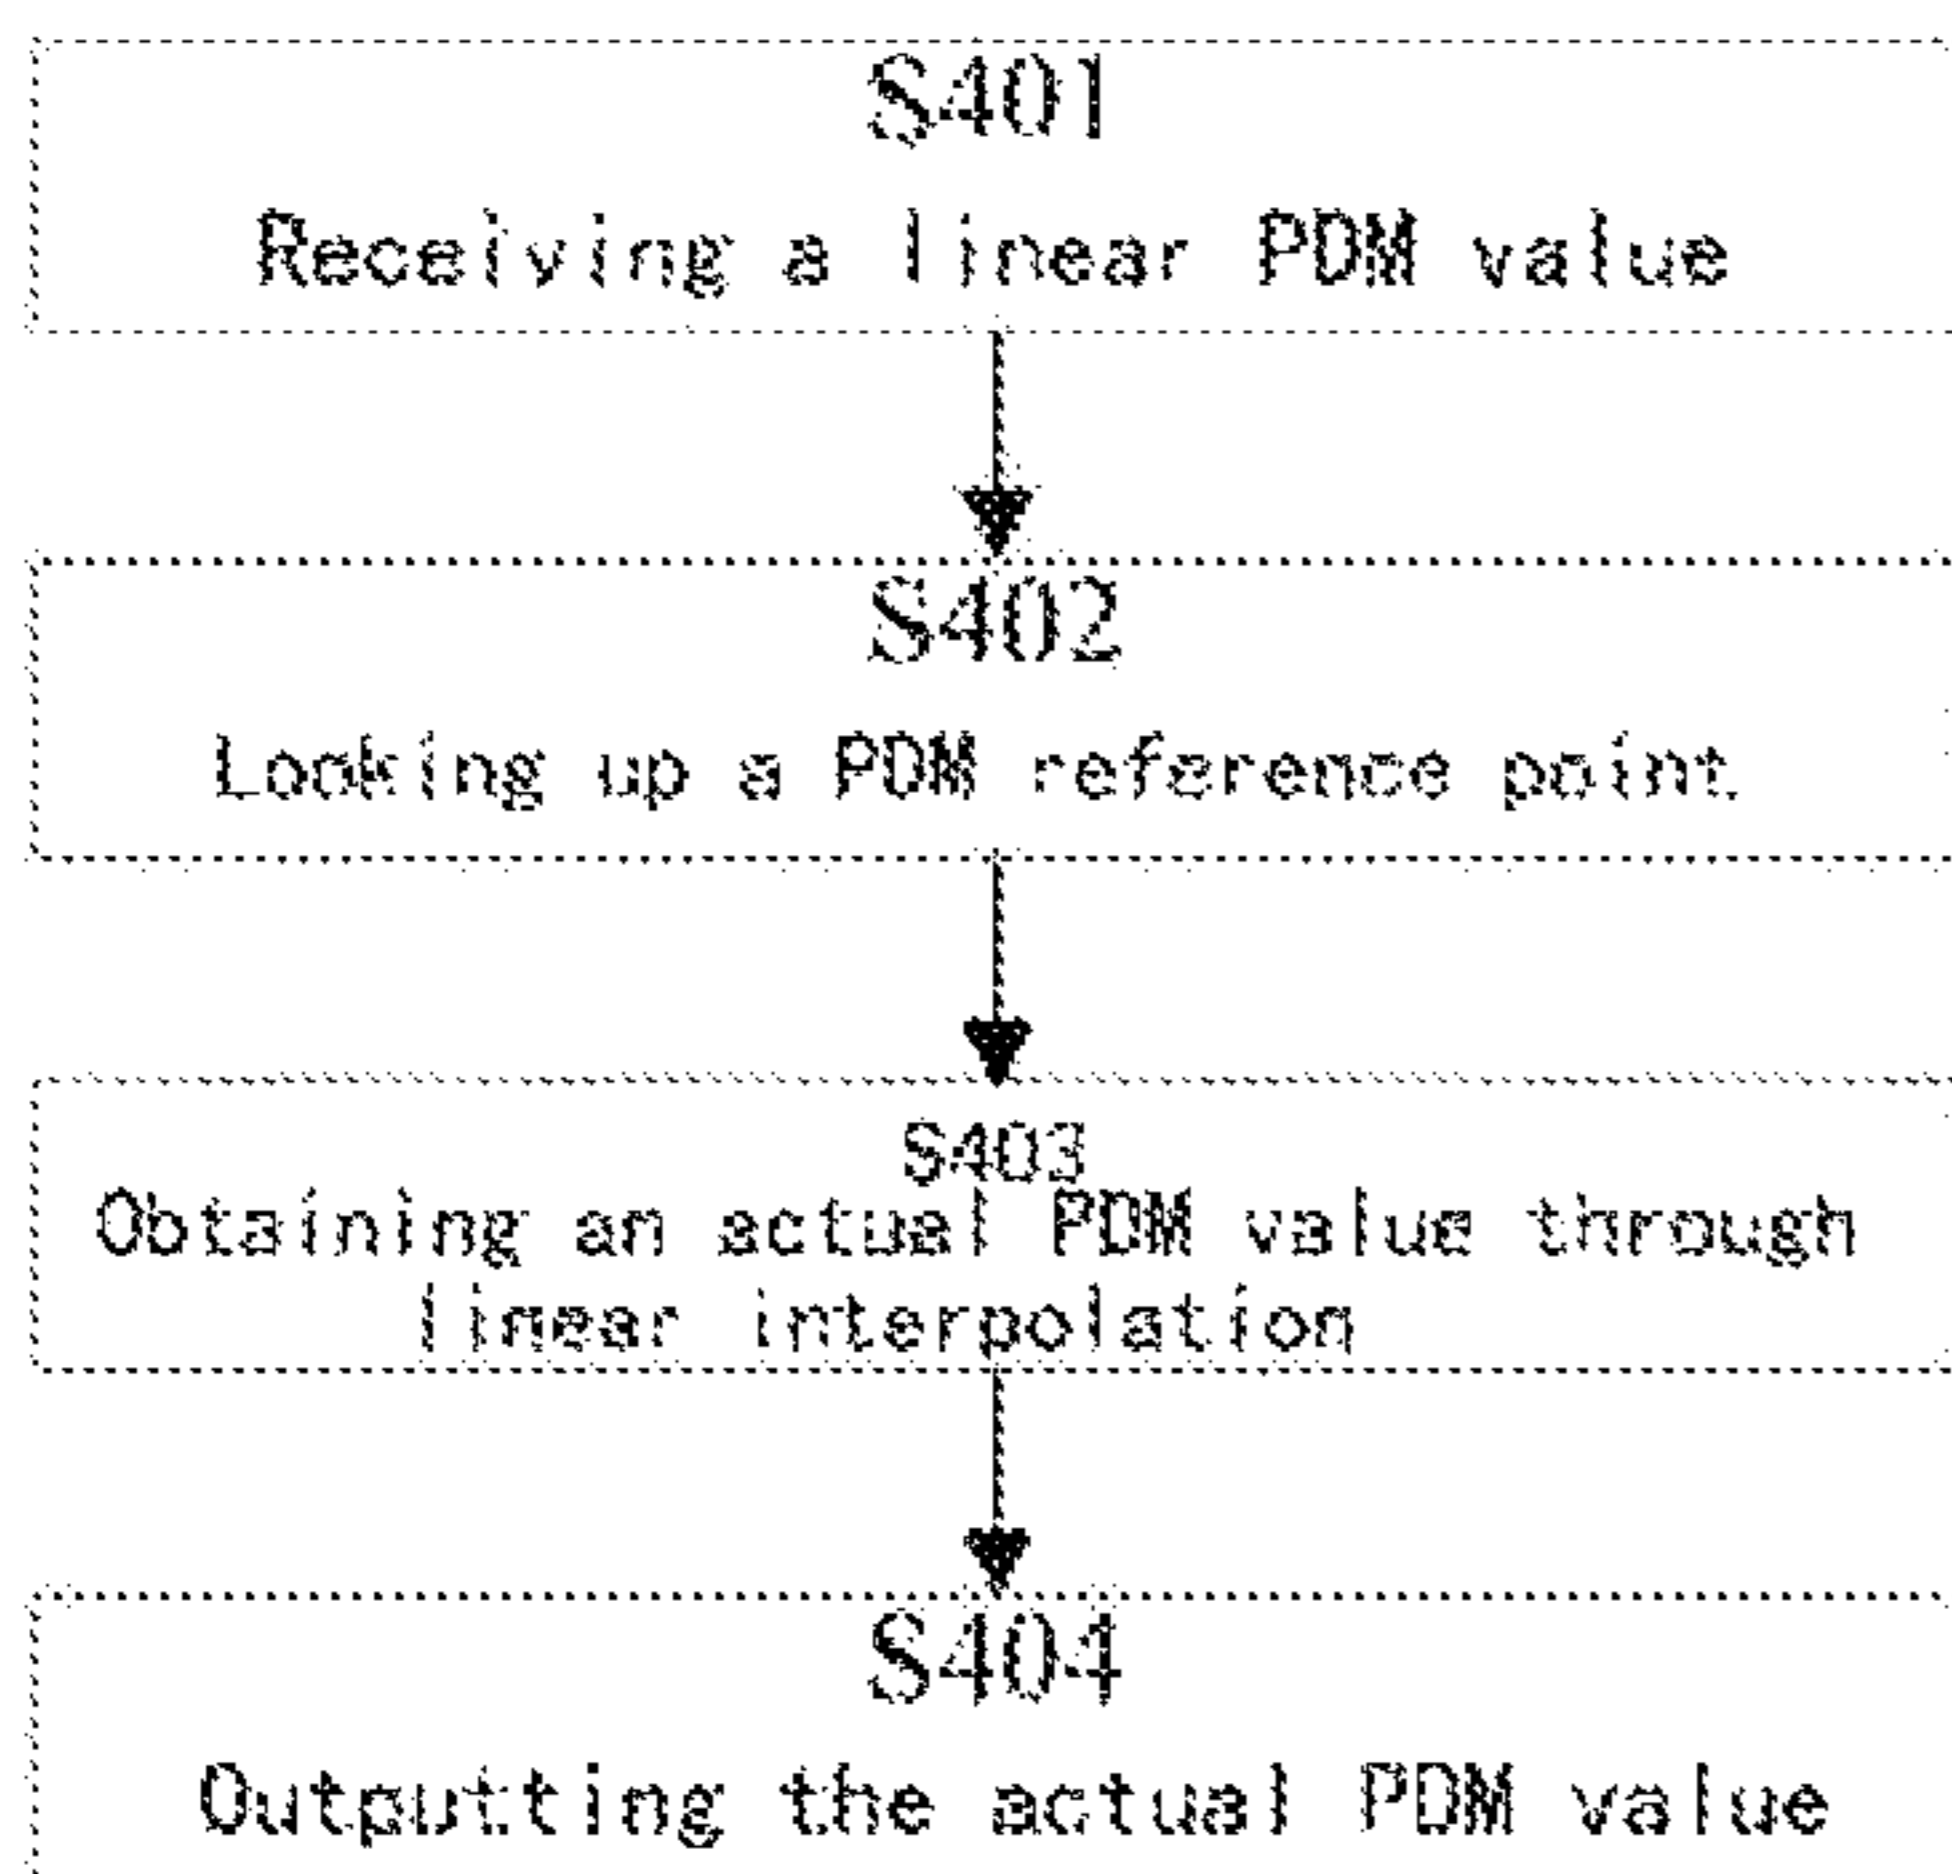 S401
Receiving a linear PDM value
S402
Looking up a PDM reference point
S403
Obtaining an actual PDM value through
linear interpolation
S404
Outputting the actual PDM value